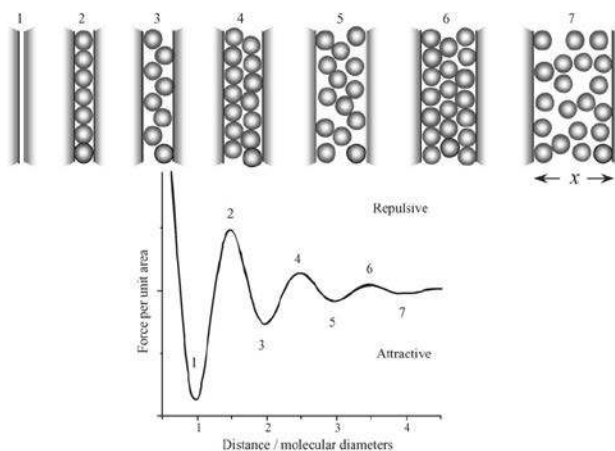 1 2 3 4 5 6 7
x
Repulsive
2
4
6
1
3
5
7
Attractive
Force per unit area
1 2 3 4
Distance / molecular diameters